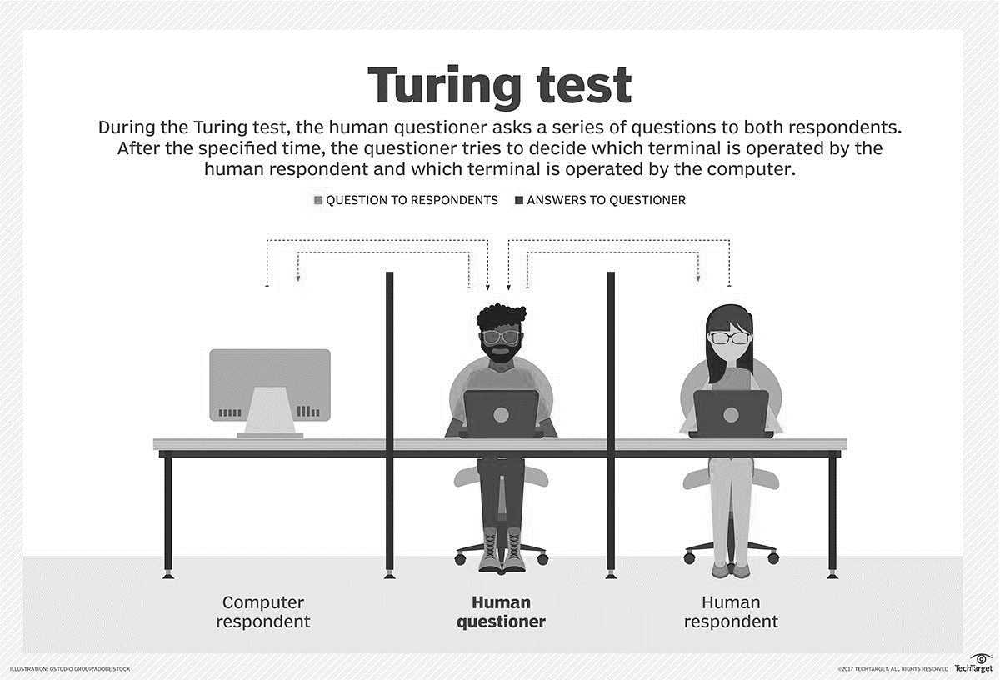 Turing test
During the Turing test, the human questioner asks a series of questions to both respondents.
After the specified time, the questioner tries to decide which terminal is operated by the
human respondent and which terminal is operated by the computer.
QUESTION TO RESPONDENTS ANSWERS TO QUESTIONER
Computer
respondent
Human
questioner
Human
respondent
ILLUSTRATION: GSTUDIO GROUP/ADOBE STOCK
©2017 TECHTARGET. ALL RIGHTS RESERVED TechTarget